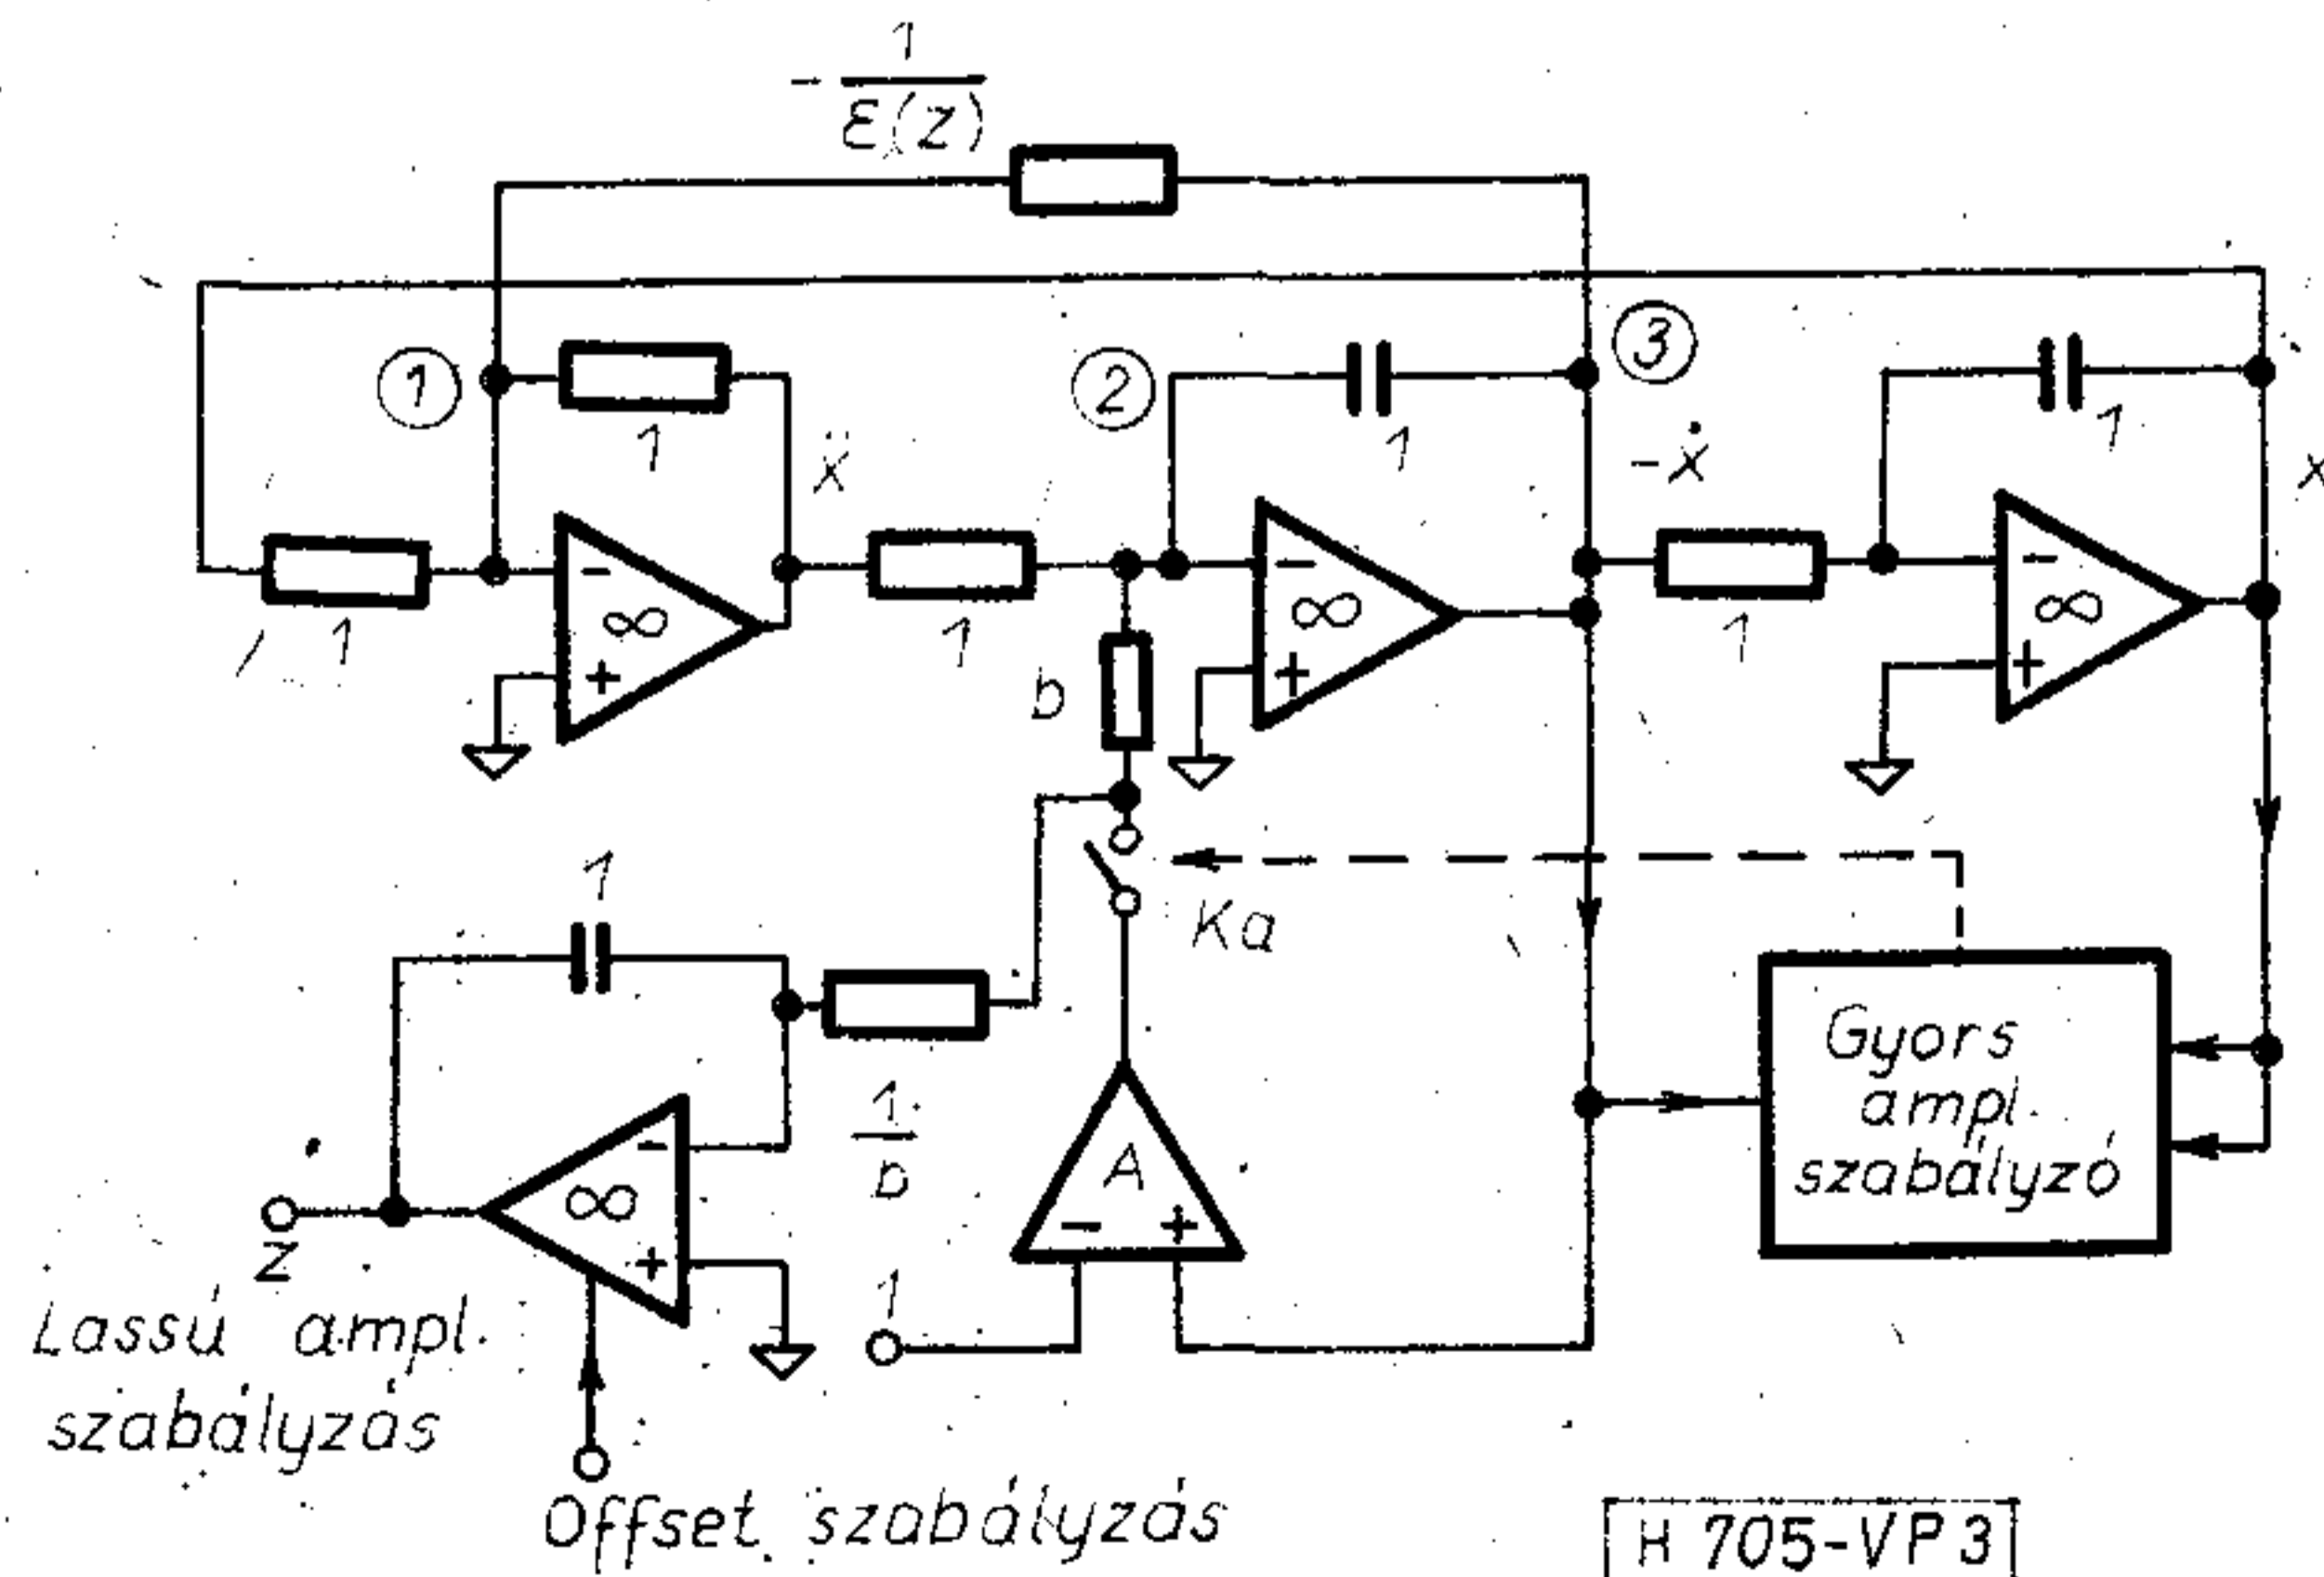 - 1/ε(z)
①
1
ẍ
②
1
③
-ẋ
1
x
-
∞
+
1
1
-
∞
+
1
-
∞
+
b
Ka
1
Gyors
ampl.
szabályzó
-
∞
+
z
A
-
+
1
Lassú ampl.
szabályzás
Offset szabályzás
H 705-VP3